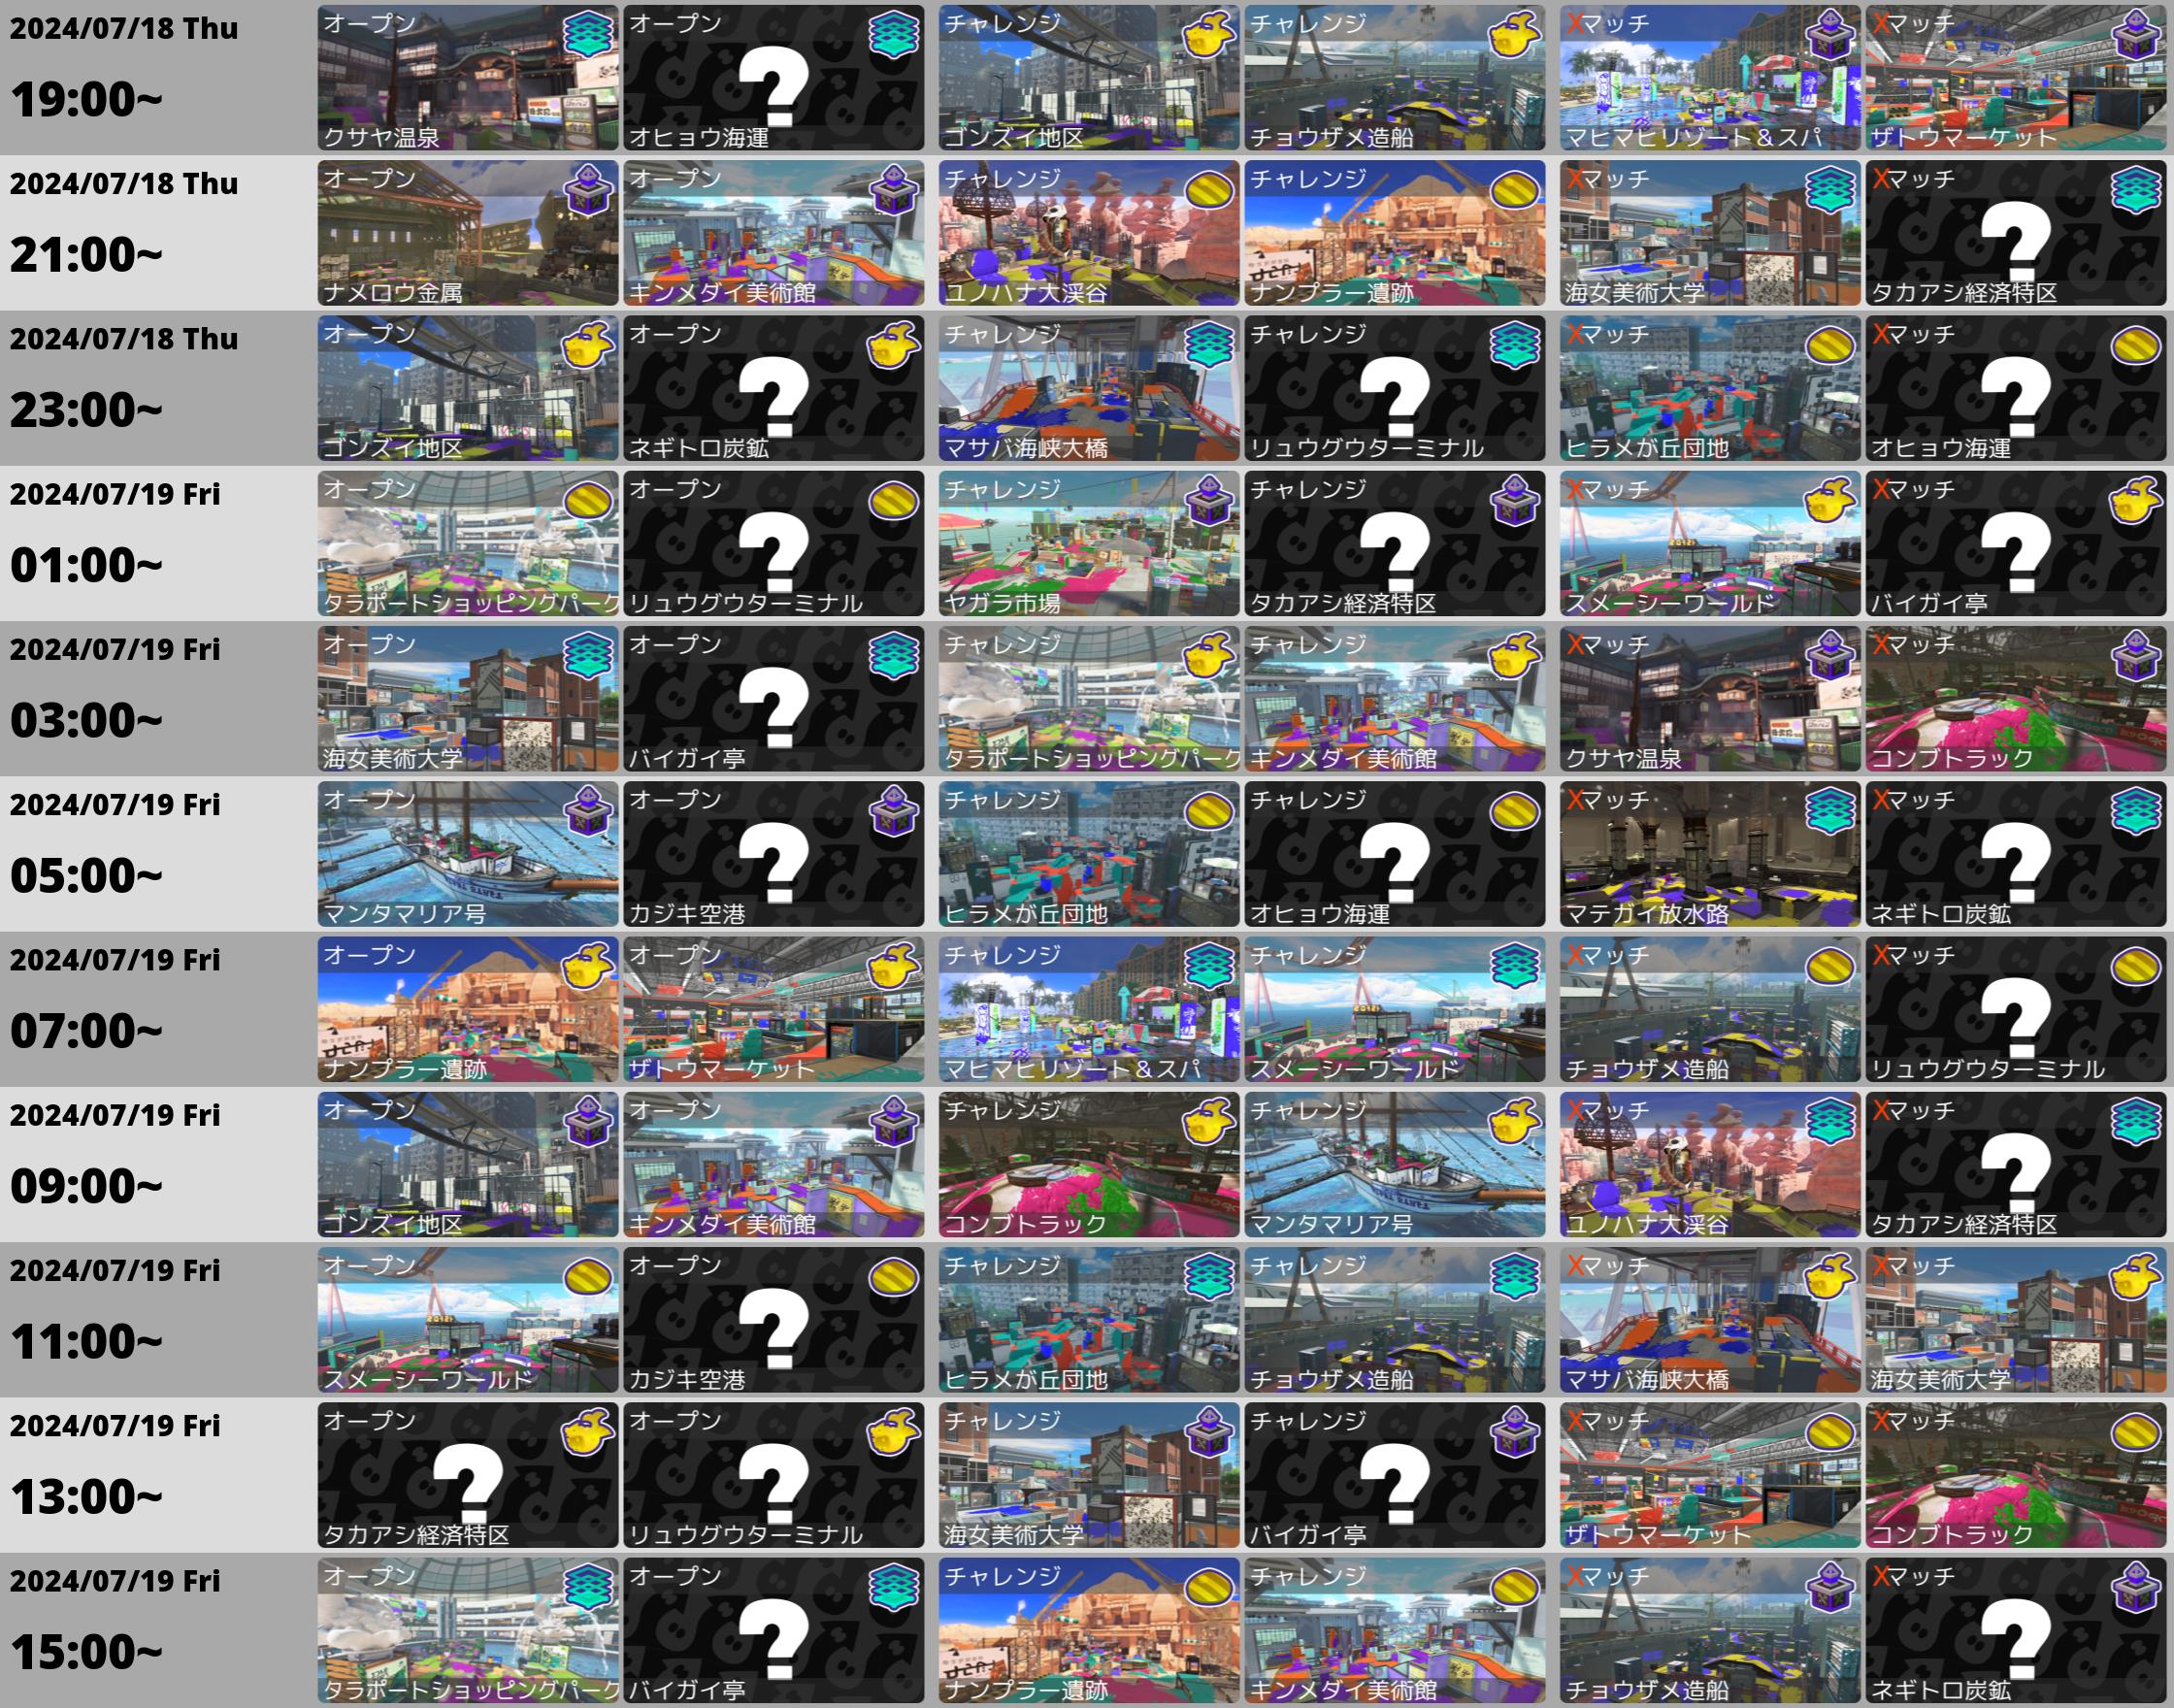 2024/07/18 Thu
19:00~
オープン
クサヤ温泉
オープン
オヒョウ海運
チャレンジ
ゴンズイ地区
チャレンジ
チョウザメ造船
Xマッチ
マヒマヒリゾート＆スパ
Xマッチ
ザトウマーケット
2024/07/18 Thu
21:00~
オープン
ナメロウ金属
オープン
キンメダイ美術館
チャレンジ
ユノハナ大渓谷
チャレンジ
ナンプラー遺跡
Xマッチ
海女美術大学
Xマッチ
タカアシ経済特区
2024/07/18 Thu
23:00~
オープン
ゴンズイ地区
オープン
ネギトロ炭鉱
チャレンジ
マサバ海峡大橋
チャレンジ
リュウグウターミナル
Xマッチ
ヒラメが丘団地
Xマッチ
オヒョウ海運
2024/07/19 Fri
01:00~
オープン
タラポートショッピングパーク
オープン
リュウグウターミナル
チャレンジ
ヤガラ市場
チャレンジ
タカアシ経済特区
Xマッチ
スメーシーワールド
Xマッチ
バイガイ亭
2024/07/19 Fri
03:00~
オープン
海女美術大学
オープン
バイガイ亭
チャレンジ
タラポートショッピングパーク
チャレンジ
キンメダイ美術館
Xマッチ
クサヤ温泉
Xマッチ
コンブトラック
2024/07/19 Fri
05:00~
オープン
マンタマリア号
オープン
カジキ空港
チャレンジ
ヒラメが丘団地
チャレンジ
オヒョウ海運
Xマッチ
マテガイ放水路
Xマッチ
ネギトロ炭鉱
2024/07/19 Fri
07:00~
オープン
ナンプラー遺跡
オープン
ザトウマーケット
チャレンジ
マヒマヒリゾート＆スパ
チャレンジ
スメーシーワールド
Xマッチ
チョウザメ造船
Xマッチ
リュウグウターミナル
2024/07/19 Fri
09:00~
オープン
ゴンズイ地区
オープン
キンメダイ美術館
チャレンジ
コンブトラック
チャレンジ
マンタマリア号
Xマッチ
ユノハナ大渓谷
Xマッチ
タカアシ経済特区
2024/07/19 Fri
11:00~
オープン
スメーシーワールド
オープン
カジキ空港
チャレンジ
ヒラメが丘団地
チャレンジ
チョウザメ造船
Xマッチ
マサバ海峡大橋
Xマッチ
海女美術大学
2024/07/19 Fri
13:00~
オープン
タカアシ経済特区
オープン
リュウグウターミナル
チャレンジ
海女美術大学
チャレンジ
バイガイ亭
Xマッチ
ザトウマーケット
Xマッチ
コンブトラック
2024/07/19 Fri
15:00~
オープン
タラポートショッピングパーク
オープン
バイガイ亭
チャレンジ
ナンプラー遺跡
チャレンジ
キンメダイ美術館
Xマッチ
チョウザメ造船
Xマッチ
ネギトロ炭鉱